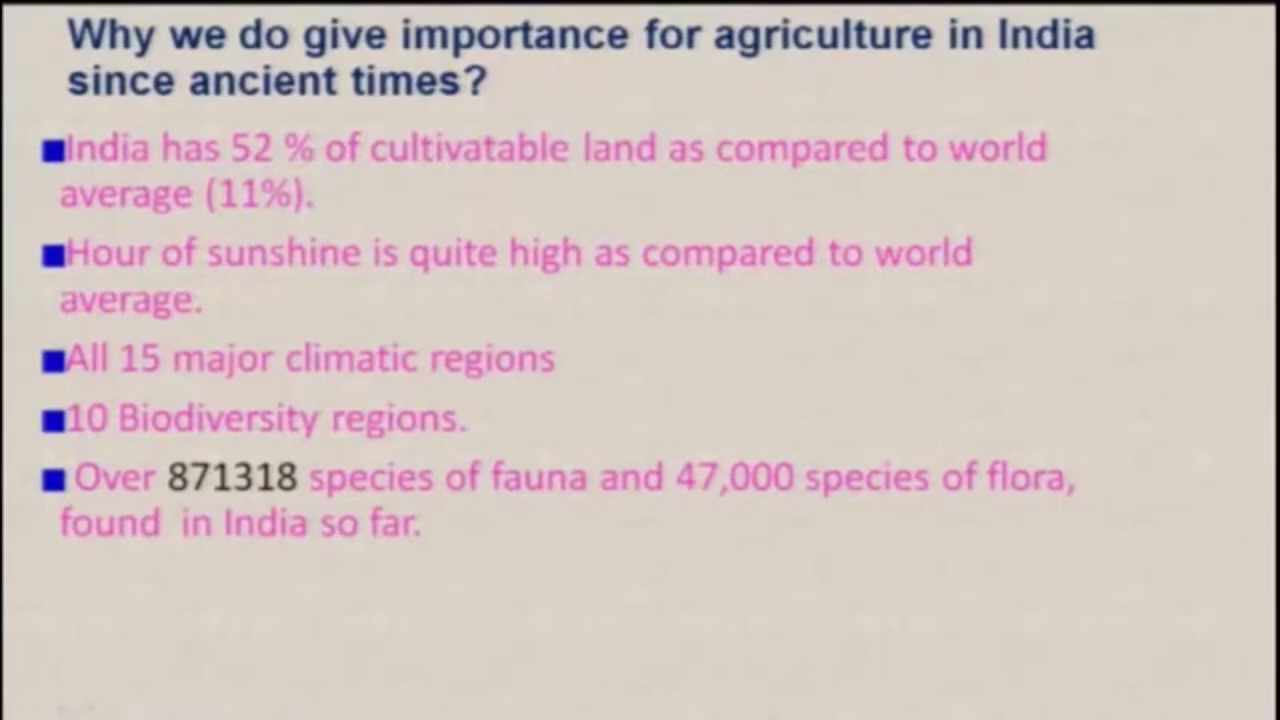 Why we do give importance for agriculture in India
since ancient times?
■India has 52 % of cultivatable land as compared to world
average (11%).
■Hour of sunshine is quite high as compared to world
average.
■All 15 major climatic regions
■10 Biodiversity regions.
■ Over 871318 species of fauna and 47,000 species of flora,
found in India so far.